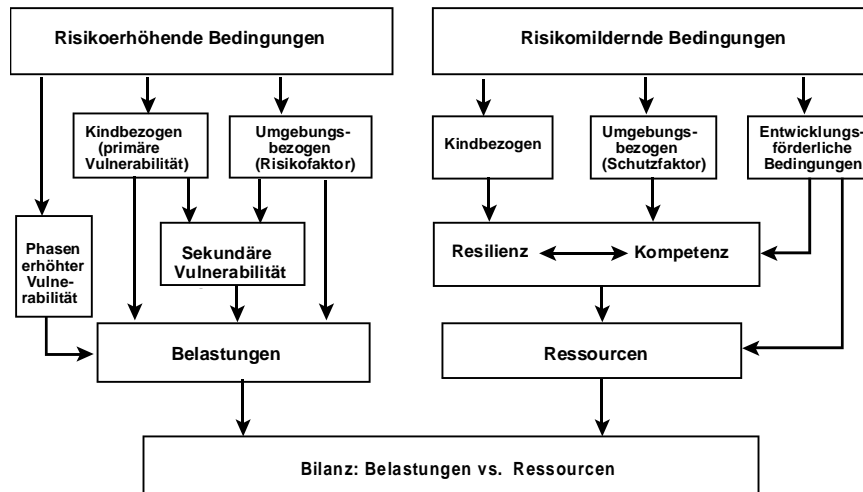 Risikoerhöhende Bedingungen
Risikomildernde Bedingungen
Kindbezogen
(primäre
Vulnerabilität)
Umgebungs-
bezogen
(Risikofaktor)
Kindbezogen
Umgebungs-
bezogen
(Schutzfaktor)
Entwicklungs-
förderliche
Bedingungen
Phasen
erhöhter
Vulne-
rabilität
Sekundäre
Vulnerabilität
Resilienz
Kompetenz
Belastungen
Ressourcen
Bilanz: Belastungen vs. Ressourcen